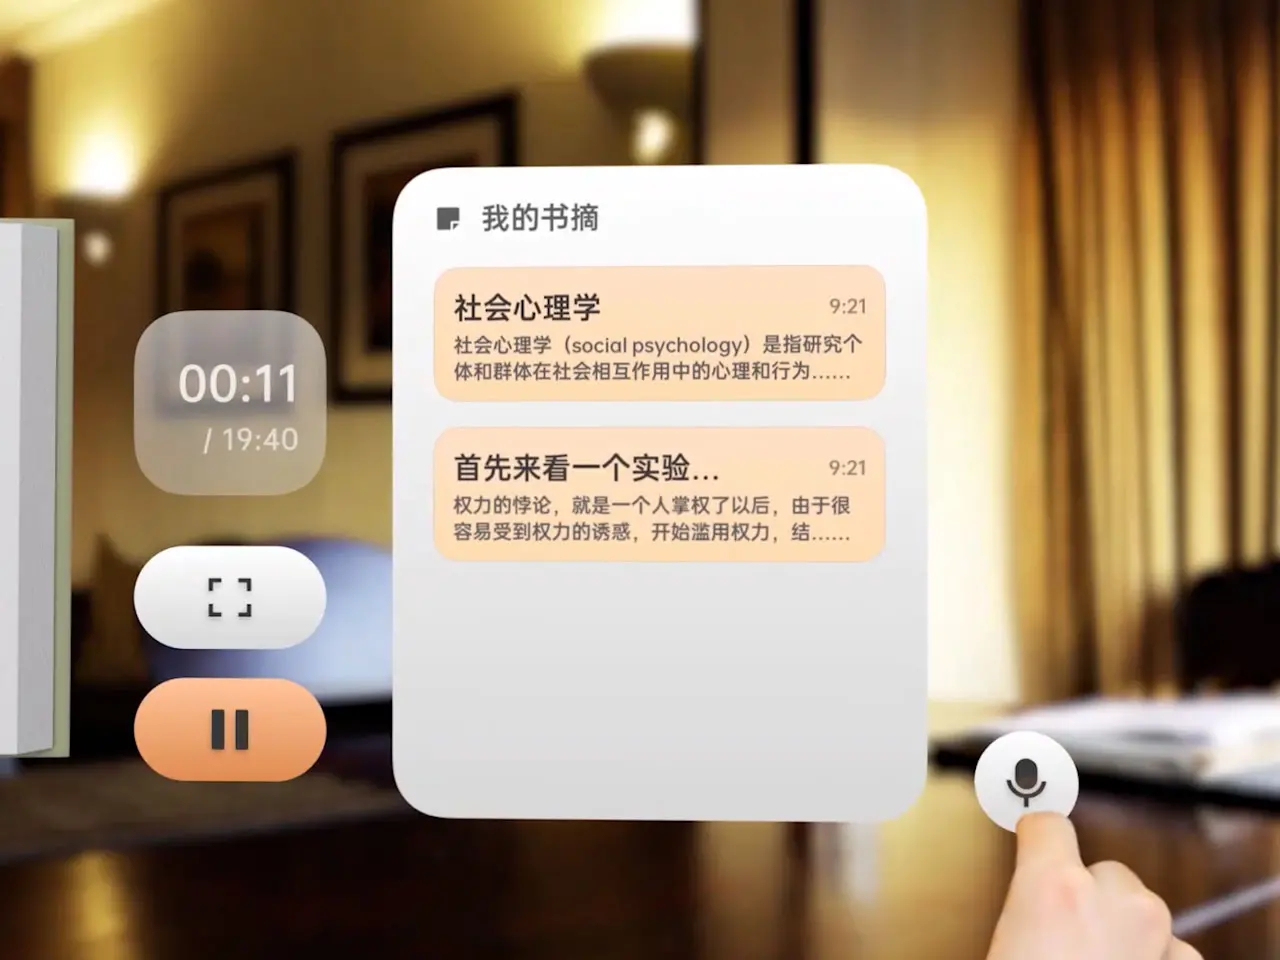 我的书摘
社会心理学 9:21
社会心理学（social psychology）是指研究个
体和群体在社会相互作用中的心理和行为……
00:11
/ 19:40
首先来看一个实验... 9:21
权力的悖论，就是一个人掌权了以后，由于很
容易受到权力的诱惑，开始滥用权力，结……